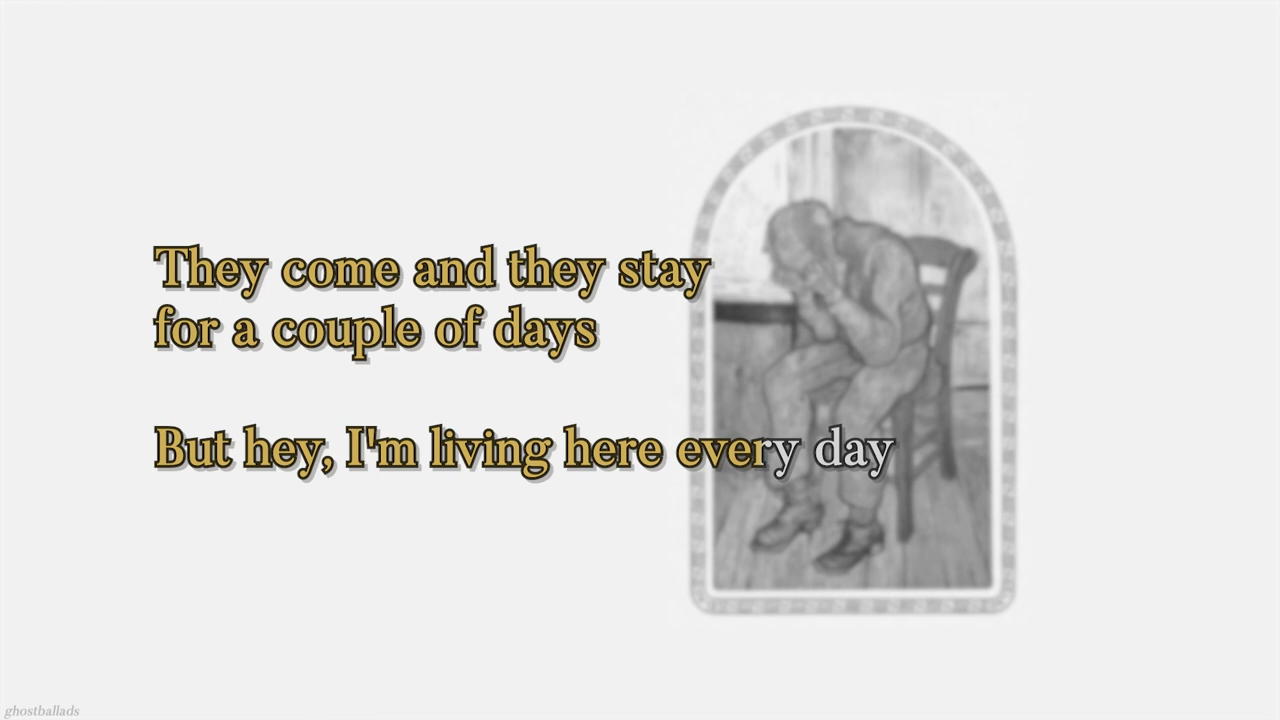 They come and they stay
for a couple of days
But hey, I'm living here every day
ghostballads